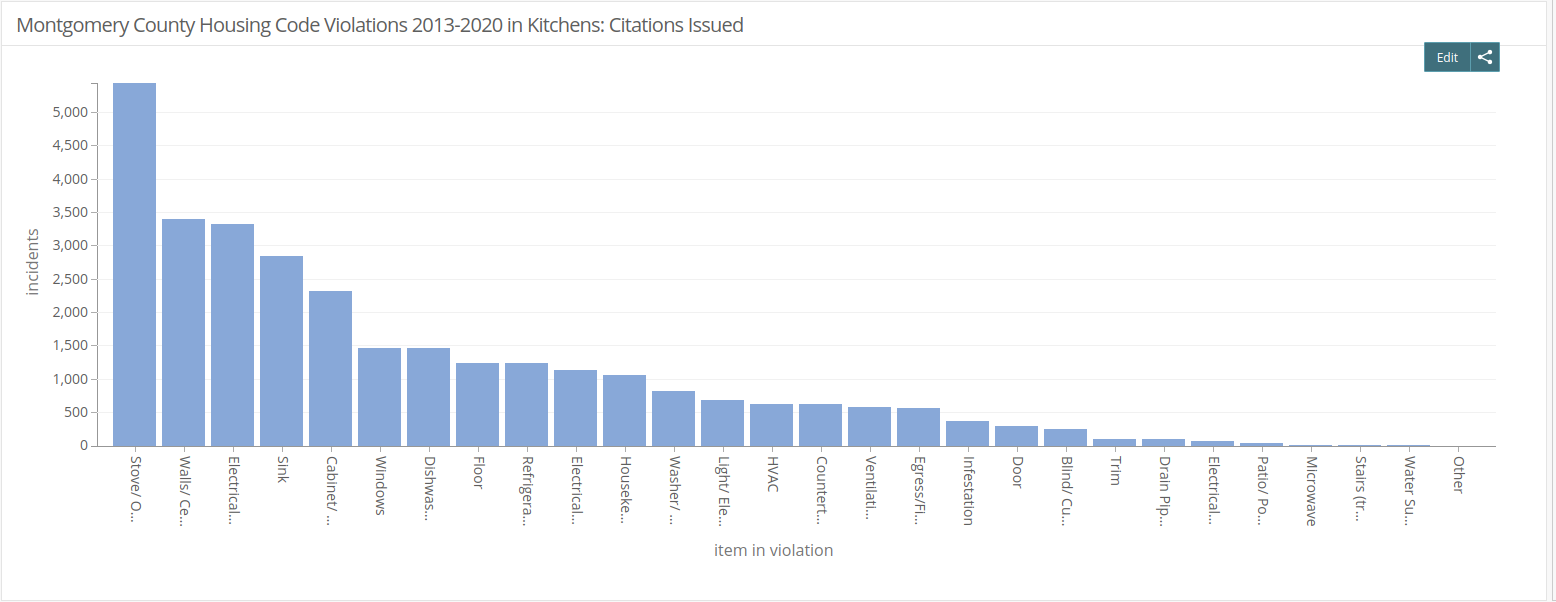 Montgomery County Housing Code Violations 2013-2020 in Kitchens: Citations Issued
Edit
5,000
4,500
4,000
3,500
3,000
2,500
2,000
1,500
1,000
500
0
incidents
Stove/ O...
Walls/ Ce...
Electrical...
Sink
Cabinet/ ...
Windows
Dishwas...
Floor
Refrigera...
Electrical...
Houseke...
Washer/ ...
Light/ Ele...
HVAC
Countert...
Ventilati...
Egress/Fi...
Infestation
Door
Blind/ Cu...
Trim
Drain Pip...
Electrical...
Patio/ Po...
Microwave
Stairs (tr...
Water Su...
Other
item in violation